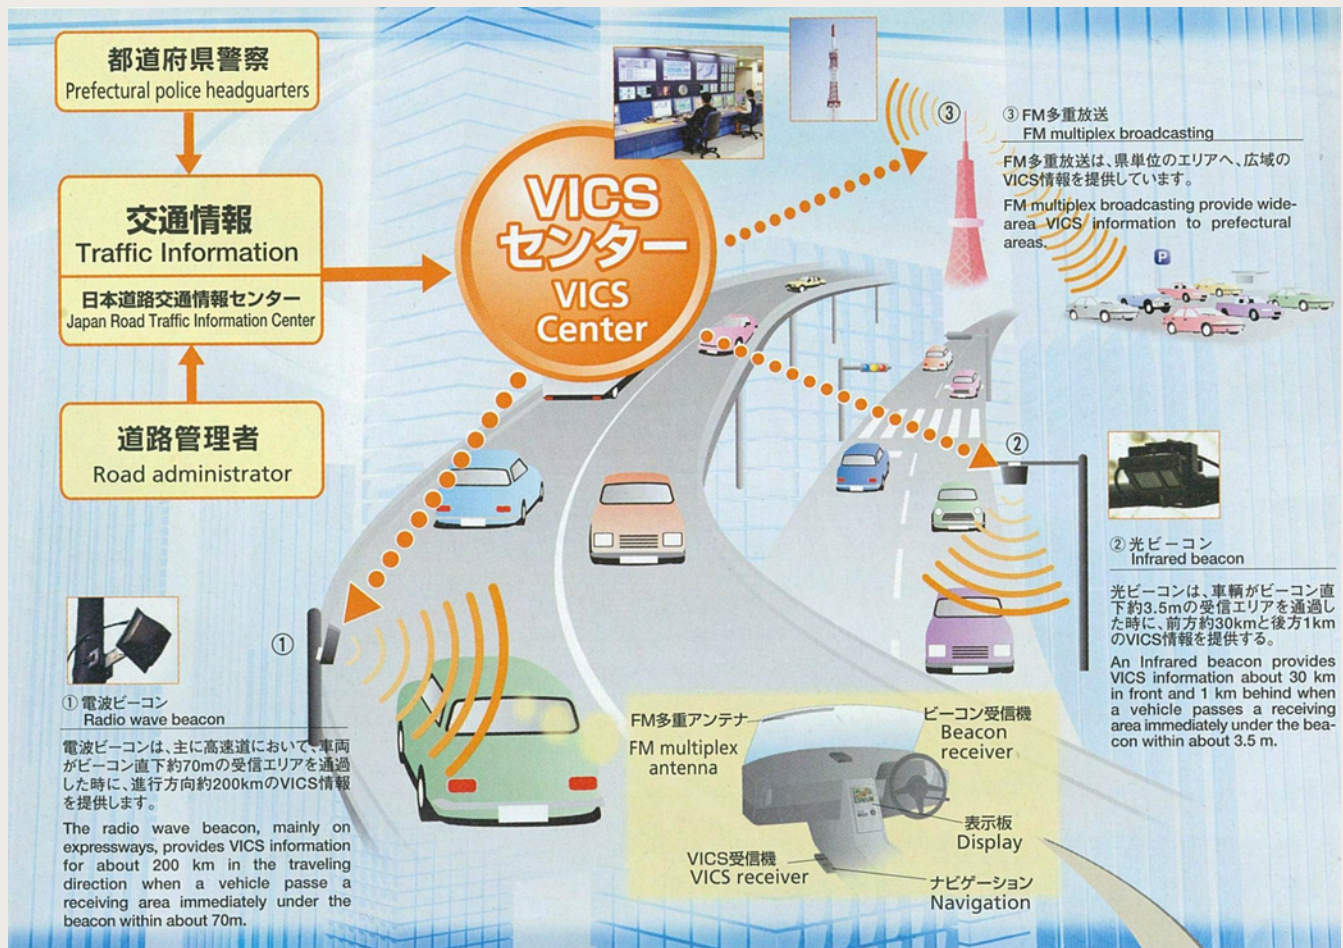 都道府県警察
Prefectural police headquarters
交通情報
Traffic Information
日本道路交通情報センター
Japan Road Traffic Information Center
道路管理者
Road administrator
VICS
センター
VICS
Center
③
③ FM多重放送
FM multiplex broadcasting
FM多重放送は、県単位のエリアへ、広域の
VICS情報を提供しています。
FM multiplex broadcasting provide wide-
area VICS information to prefectural
areas.
P
②
② 光ビーコン
Infrared beacon
光ビーコンは、車輌がビーコン直
下約3.5mの受信エリアを通過し
た時に、前方約30kmと後方1km
のVICS情報を提供する。
An Infrared beacon provides
VICS information about 30 km
in front and 1 km behind when
a vehicle passes a receiving
area immediately under the bea-
con within about 3.5 m.
①
① 電波ビーコン
Radio wave beacon
電波ビーコンは、主に高速道において、車両
がビーコン直下約70mの受信エリアを通過
した時に、進行方向約200kmのVICS情報
を提供します。
The radio wave beacon, mainly on
expressways, provides VICS information
for about 200 km in the traveling
direction when a vehicle passe a
receiving area immediately under the
beacon within about 70m.
FM多重アンテナ
FM multiplex
antenna
ビーコン受信機
Beacon
receiver
表示板
Display
VICS受信機
VICS receiver
ナビゲーション
Navigation